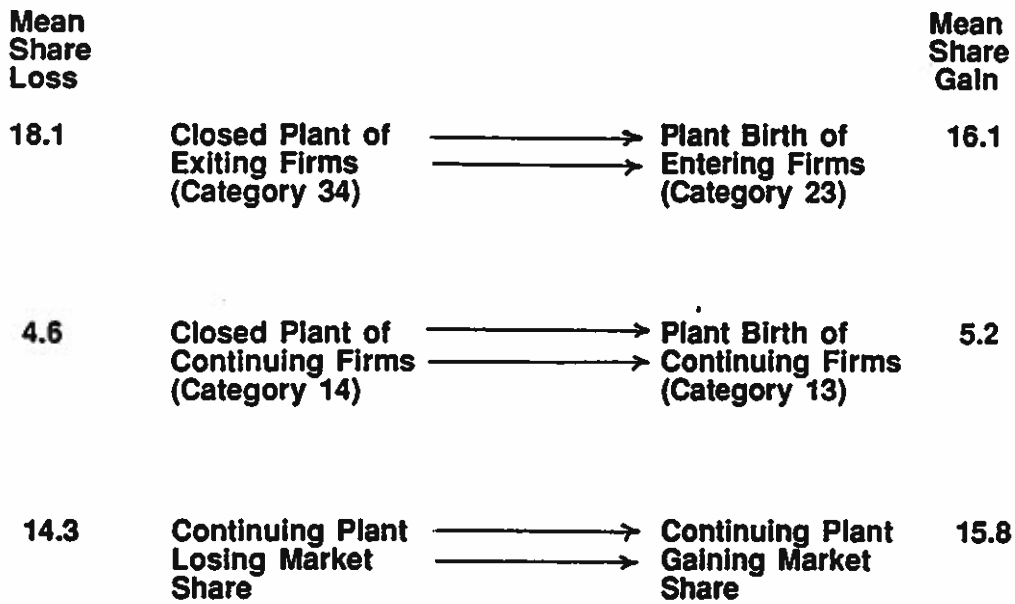 Mean
Share
Loss
Mean
Share
Gain
18.1
Closed Plant of
Exiting Firms
(Category 34)
Plant Birth of
Entering Firms
(Category 23)
16.1
4.6
Closed Plant of
Continuing Firms
(Category 14)
Plant Birth of
Continuing Firms
(Category 13)
5.2
14.3
Continuing Plant
Losing Market
Share
Continuing Plant
Gaining Market
Share
15.8